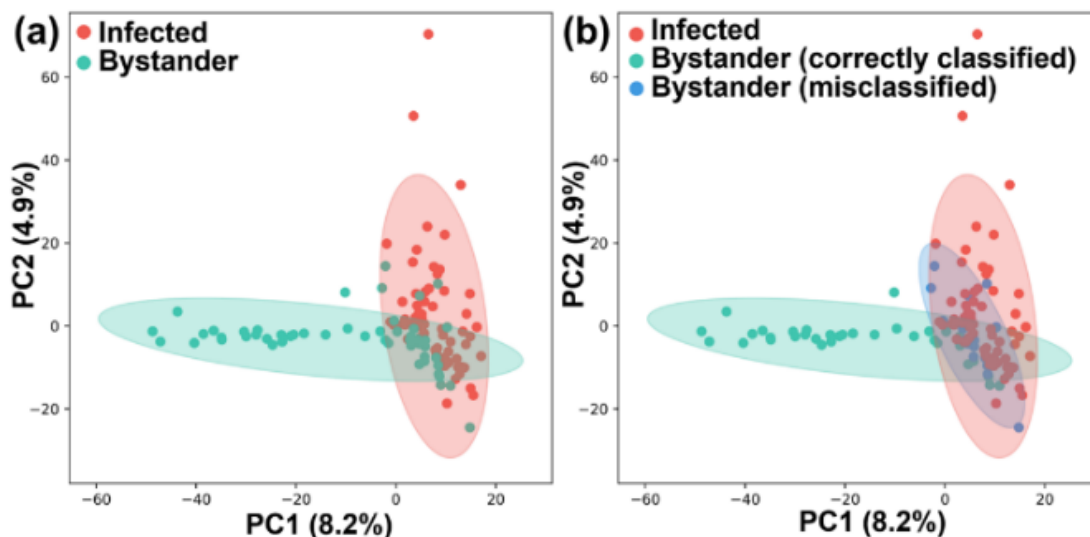 (a)
Infected
Bystander
60
40
20
0
−20
−60
−40
−20
0
20
PC2 (4.9%)
PC1 (8.2%)
(b)
Infected
Bystander (correctly classified)
Bystander (misclassified)
60
40
20
0
−20
−60
−40
−20
0
20
PC2 (4.9%)
PC1 (8.2%)